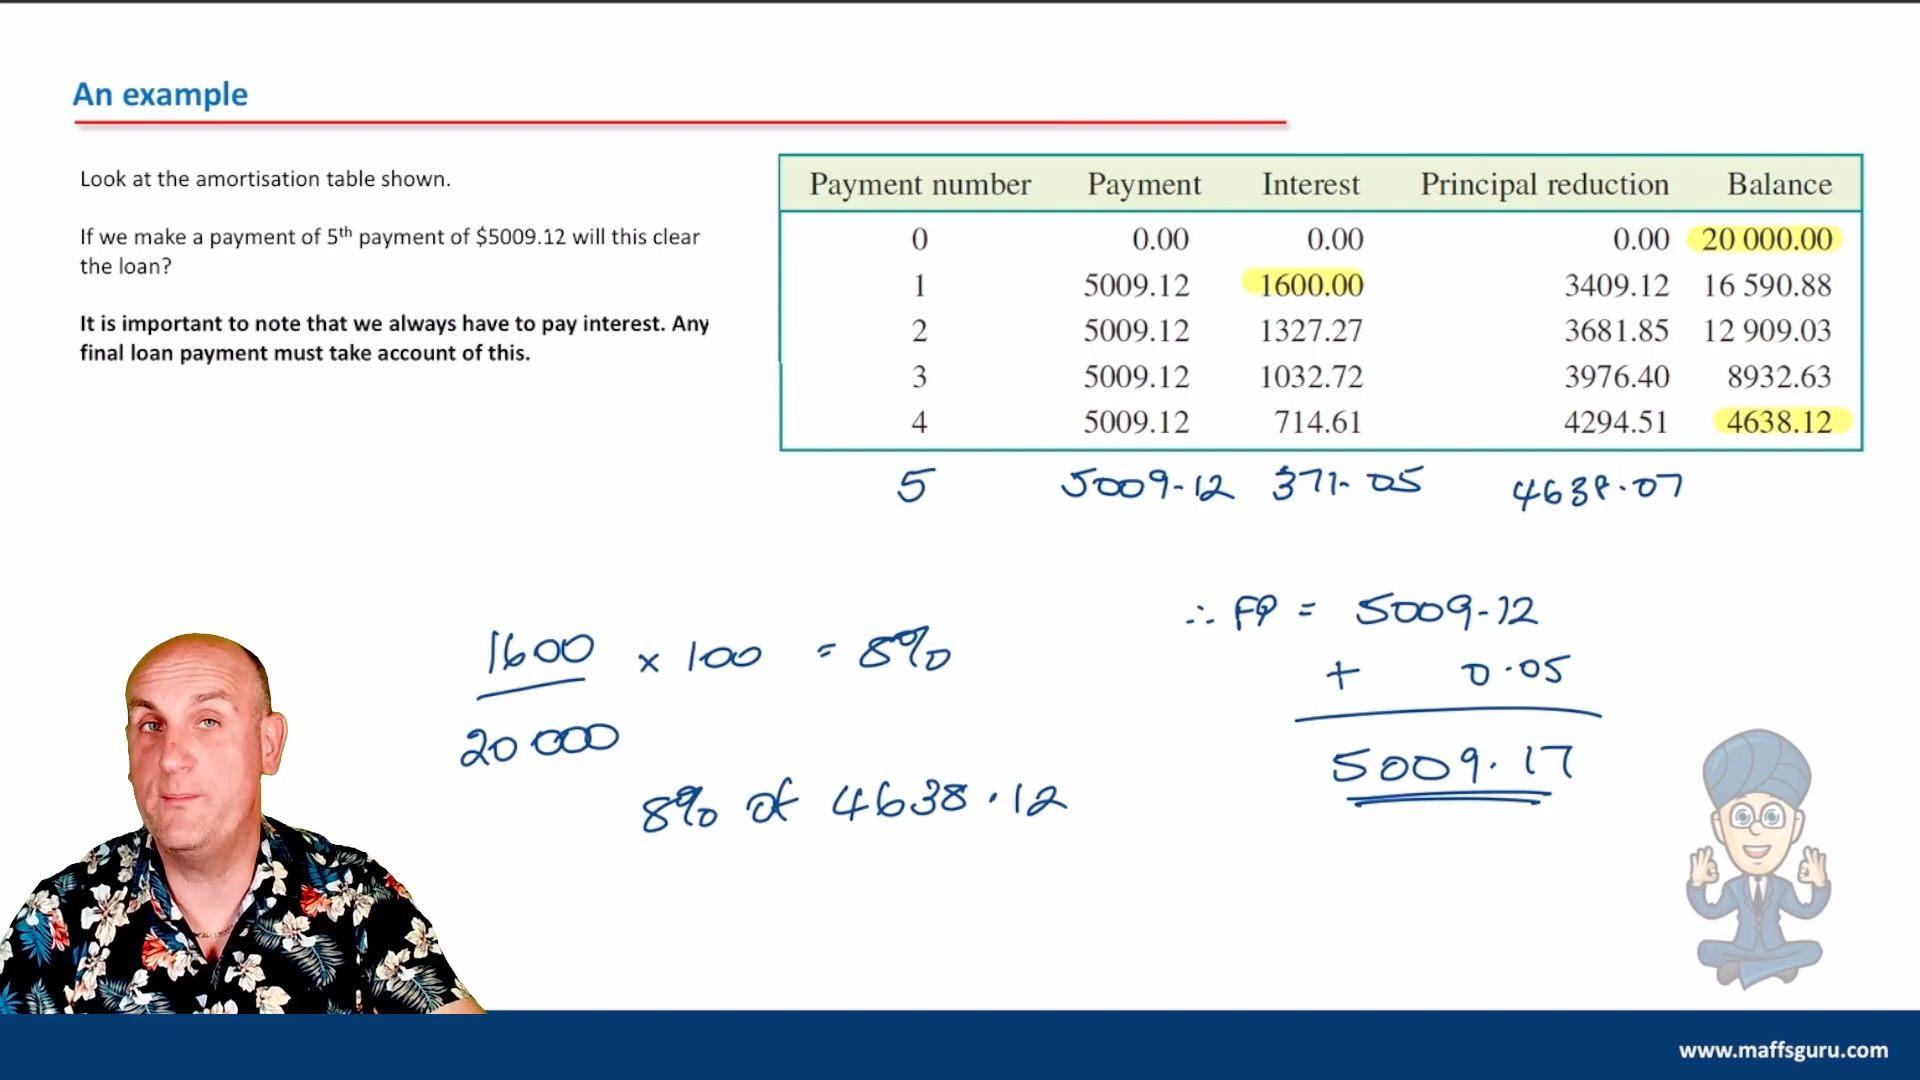 An example
Look at the amortisation table shown.
If we make a payment of 5th payment of $5009.12 will this clear
the loan?
It is important to note that we always have to pay interest. Any
final loan payment must take account of this.
Payment number Payment Interest Principal reduction Balance
0 0.00 0.00 0.00 20 000.00
1 5009.12 1600.00 3409.12 16 590.88
2 5009.12 1327.27 3681.85 12 909.03
3 5009.12 1032.72 3976.40 8932.63
4 5009.12 714.61 4294.51 4638.12
5 5009.12 371.05 4638.07
1600 × 100 = 8%
20 000
8% of 4638.12
∴ FP = 5009.12
+ 0.05
5009.17
www.maffsguru.com